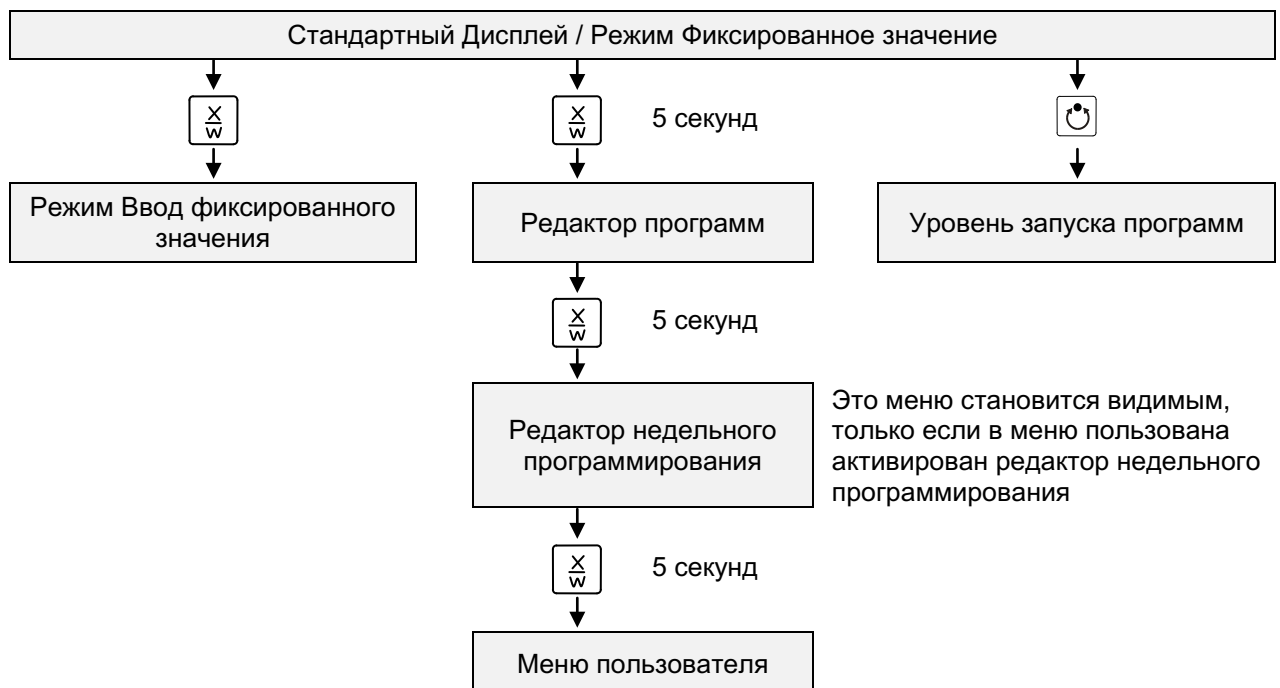 Стандартный Дисплей / Режим Фиксированное значение
X
W
X
W
5 секунд
Режим Ввод фиксированного
значения
Редактор программ
Уровень запуска программ
X
W
5 секунд
Редактор недельного
программирования
Это меню становится видимым,
только если в меню пользована
активирован редактор недельного
программирования
X
W
5 секунд
Меню пользователя